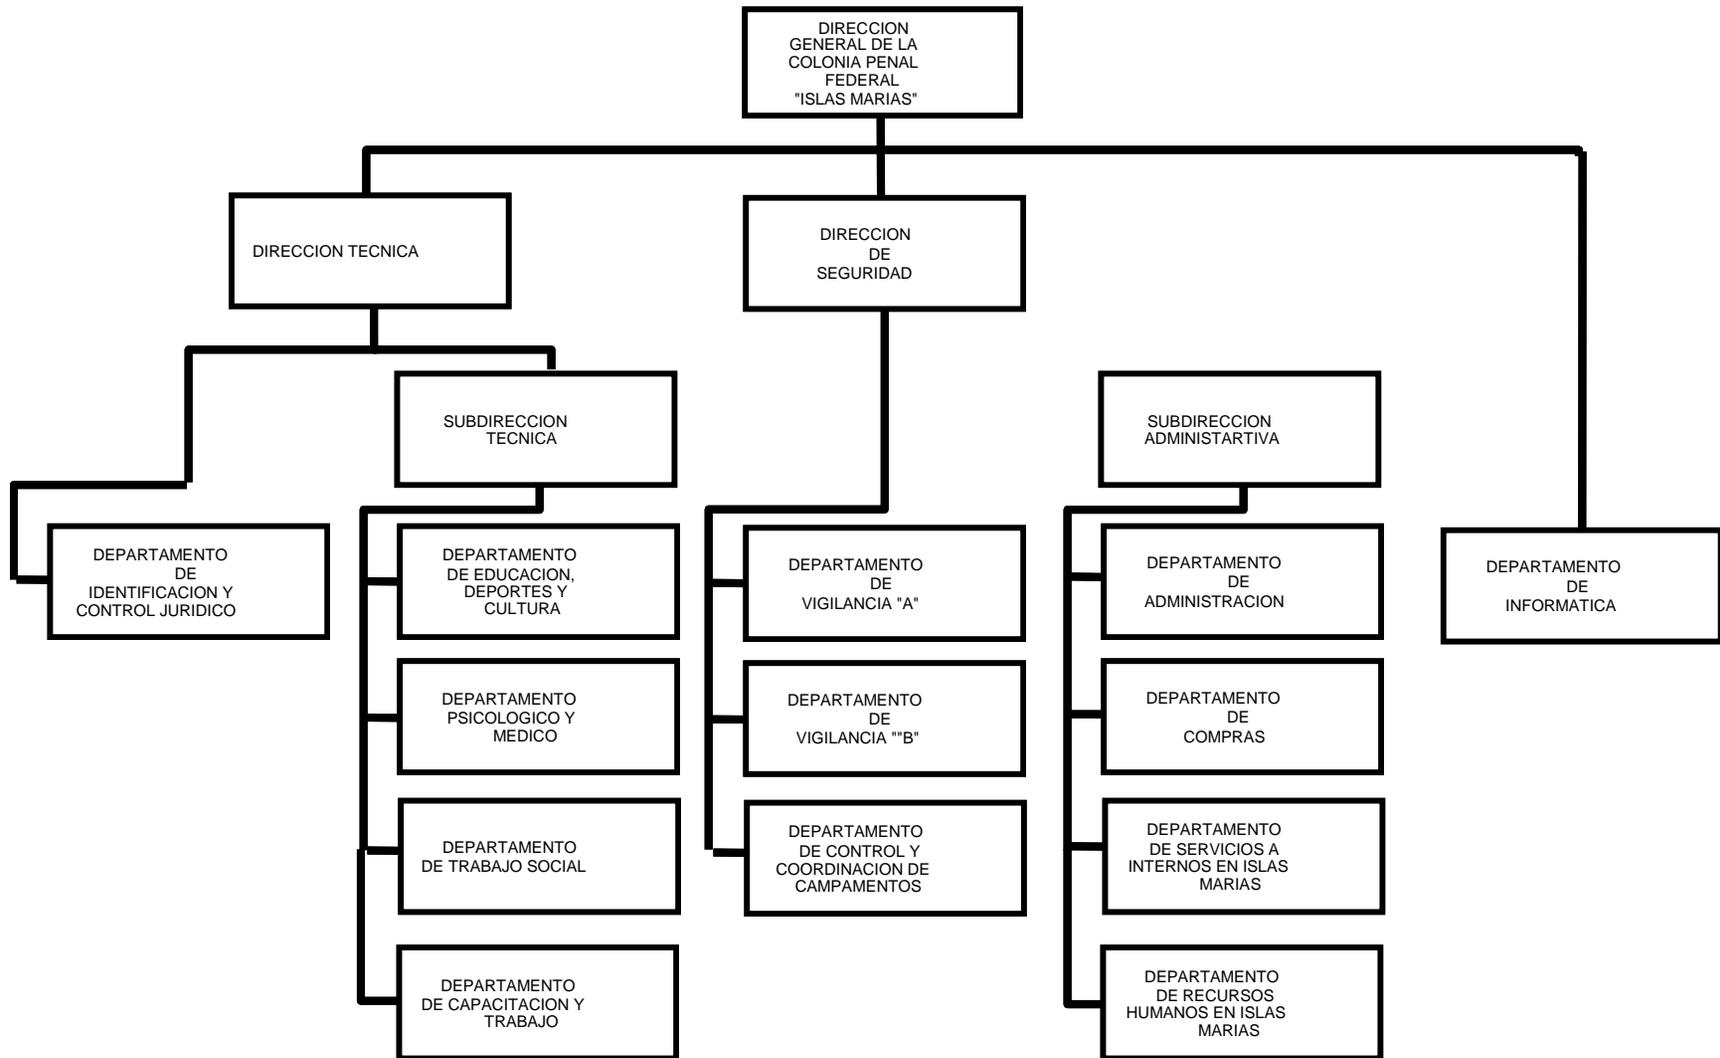 DIRECCION
GENERAL DE LA
COLONIA PENAL
FEDERAL
"ISLAS MARIAS"
DIRECCION TECNICA
DIRECCION
DE
SEGURIDAD
SUBDIRECCION
TECNICA
SUBDIRECCION
ADMINISTARTIVA
DEPARTAMENTO
DE
IDENTIFICACION Y
CONTROL JURIDICO
DEPARTAMENTO
DE EDUCACION,
DEPORTES Y
CULTURA
DEPARTAMENTO
DE
VIGILANCIA "A"
DEPARTAMENTO
DE
ADMINISTRACION
DEPARTAMENTO
DE
INFORMATICA
DEPARTAMENTO
PSICOLOGICO Y
MEDICO
DEPARTAMENTO
DE
VIGILANCIA ""B"
DEPARTAMENTO
DE
COMPRAS
DEPARTAMENTO
DE TRABAJO SOCIAL
DEPARTAMENTO
DE CONTROL Y
COORDINACION DE
CAMPAMENTOS
DEPARTAMENTO
DE SERVICIOS A
INTERNOS EN ISLAS
MARIAS
DEPARTAMENTO
DE CAPACITACION Y
TRABAJO
DEPARTAMENTO
DE RECURSOS
HUMANOS EN ISLAS
MARIAS